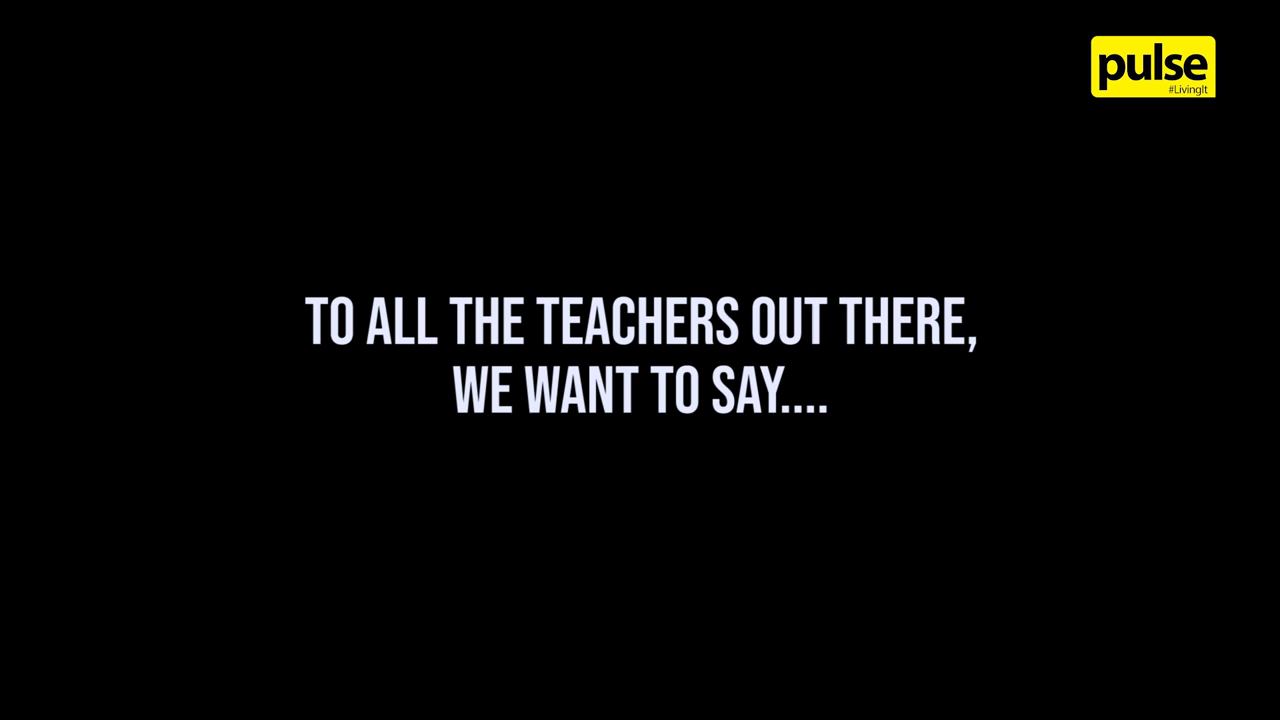 pulse
#LivingIt
TO ALL THE TEACHERS OUT THERE,
WE WANT TO SAY....